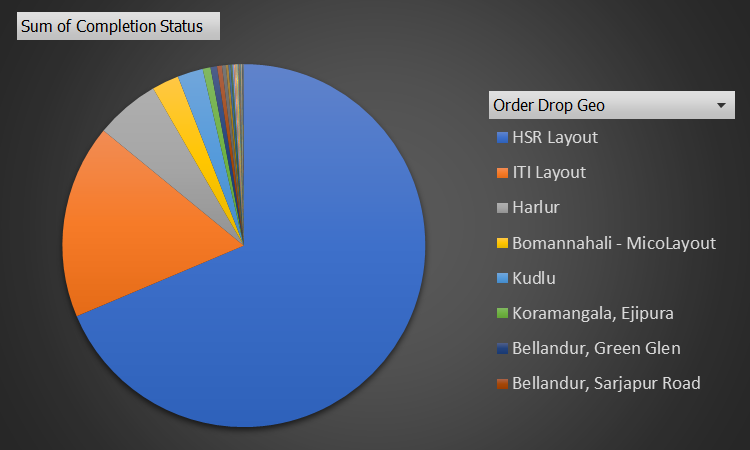 Sum of Completion Status
Order Drop Geo
HSR Layout
ITI Layout
Harlur
Bomannahali - MicoLayout
Kudlu
Koramangala, Ejipura
Bellandur, Green Glen
Bellandur, Sarjapur Road